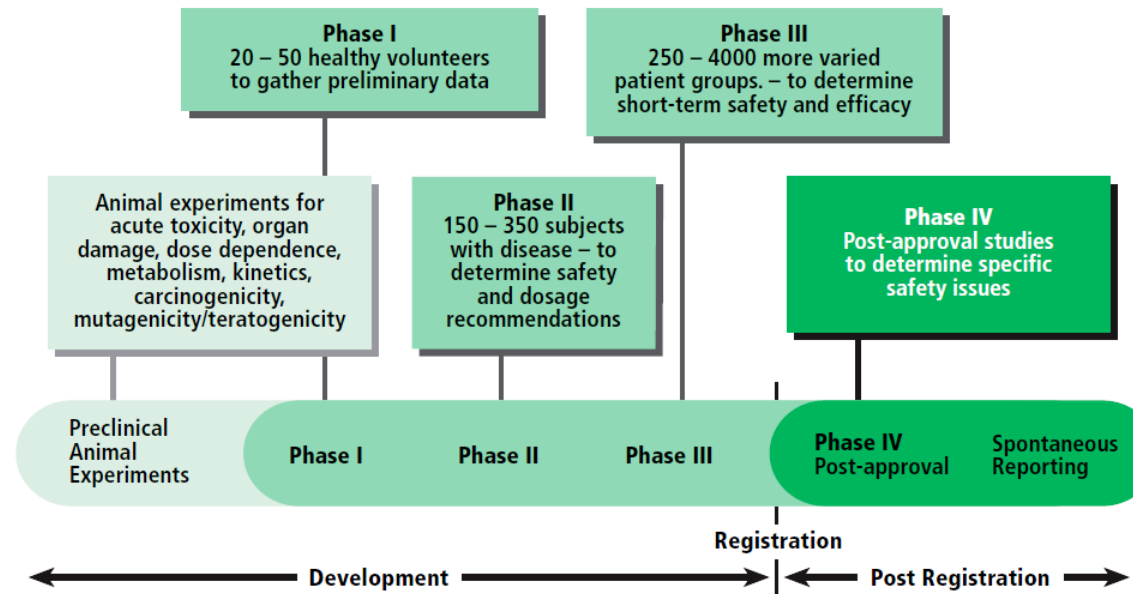 Phase I
20 – 50 healthy volunteers
to gather preliminary data
Phase III
250 – 4000 more varied
patient groups. – to determine
short-term safety and efficacy
Animal experiments for
acute toxicity, organ
damage, dose dependence,
metabolism, kinetics,
carcinogenicity,
mutagenicity/teratogenicity
Phase II
150 – 350 subjects
with disease – to
determine safety
and dosage
recommendations
Phase IV
Post-approval studies
to determine specific
safety issues
Preclinical
Animal
Experiments
Phase I
Phase II
Phase III
Phase IV
Post-approval
Spontaneous
Reporting
Registration
Development
Post Registration